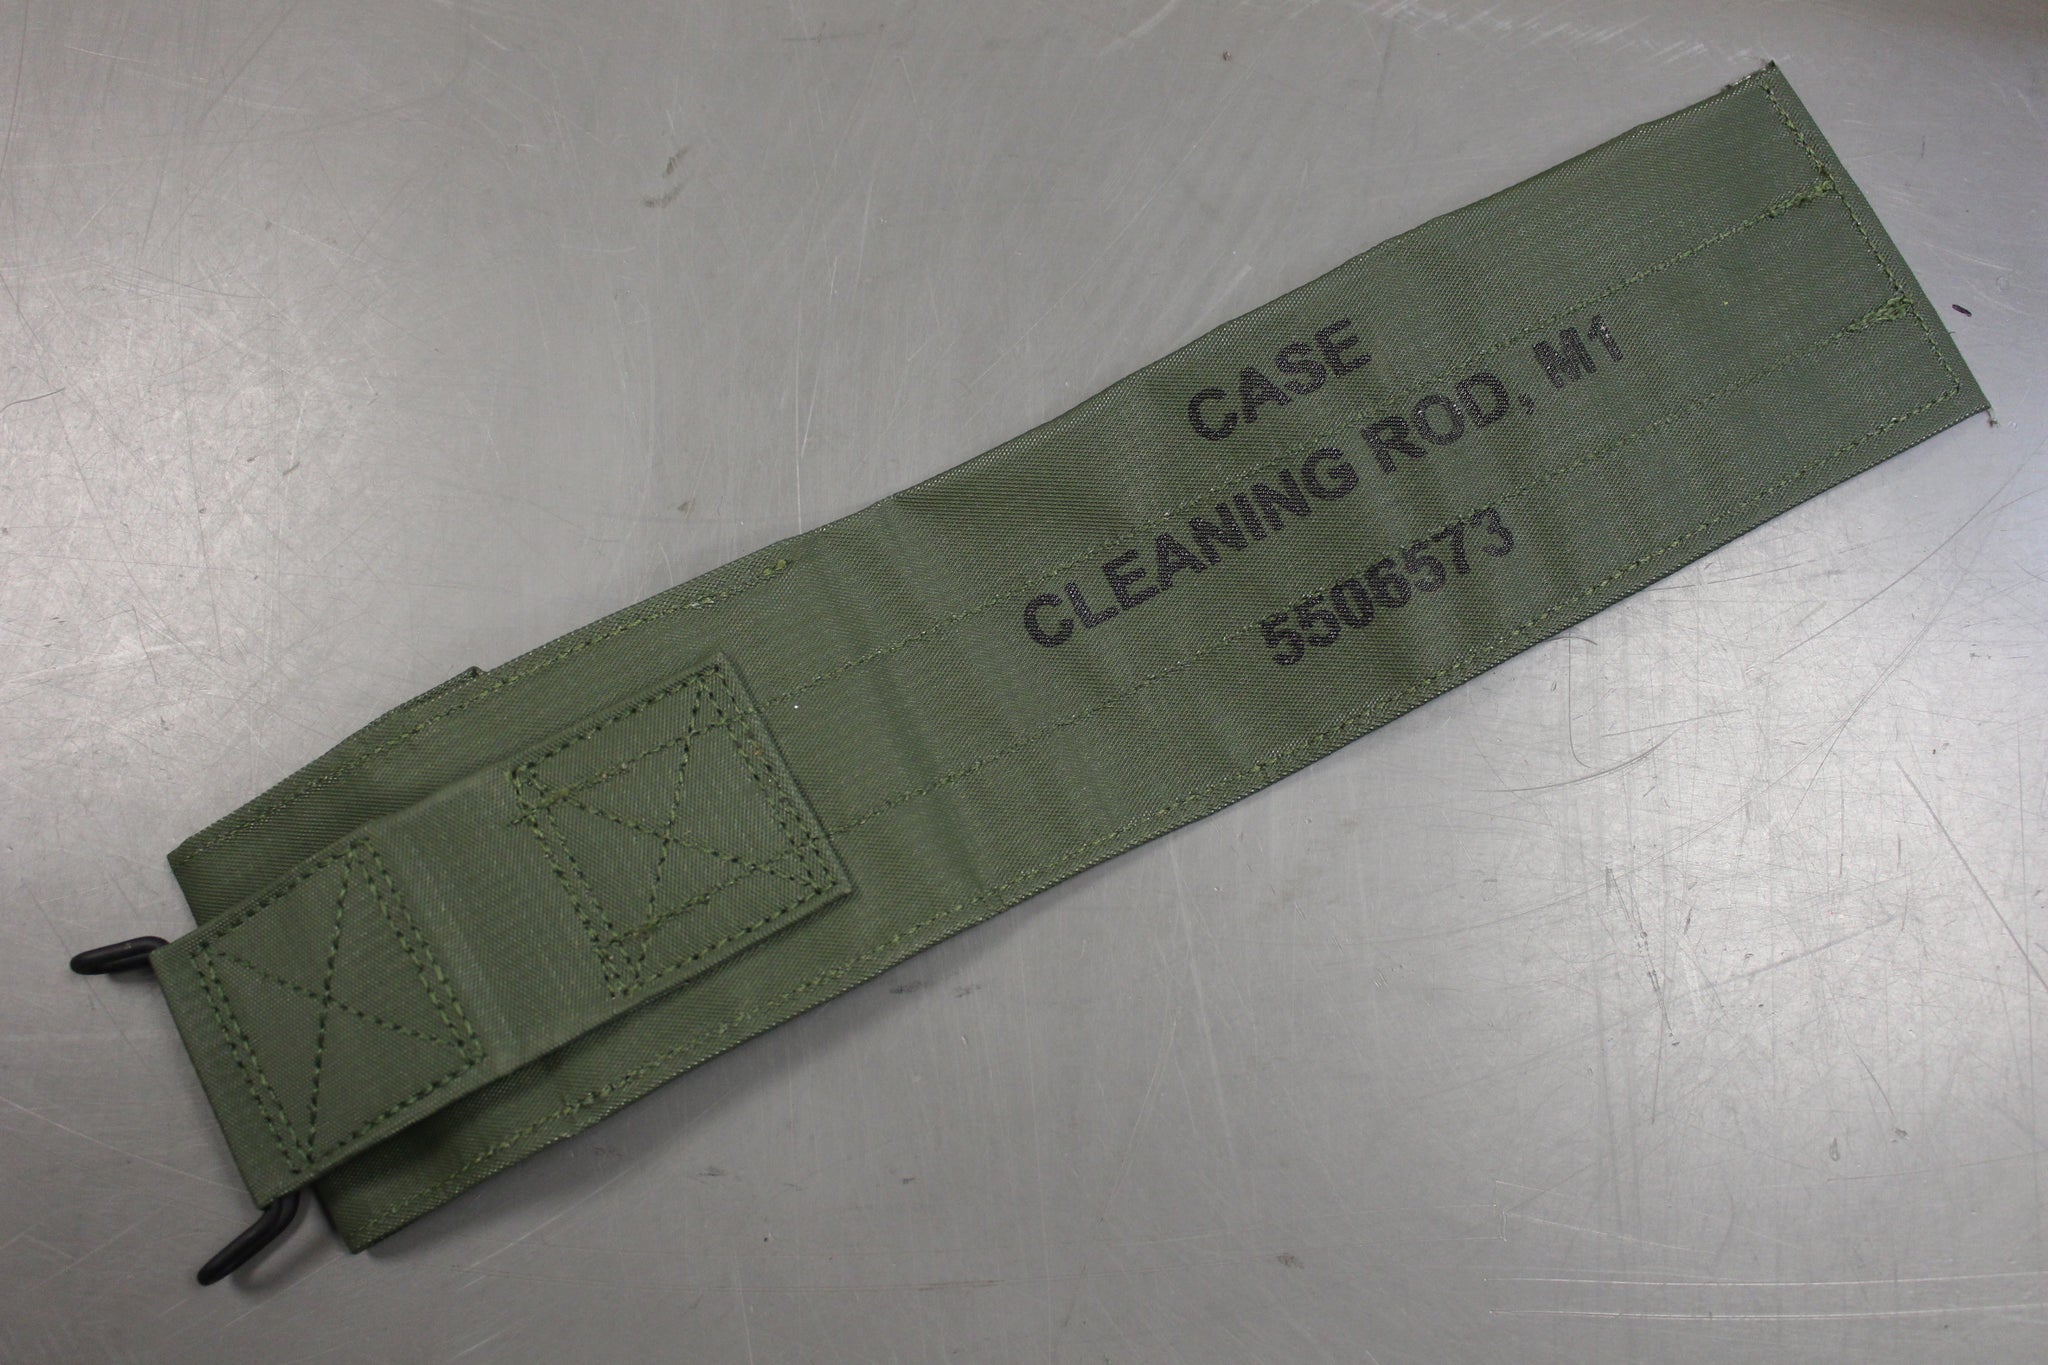 CASE
CLEANING ROD, M1
5506573